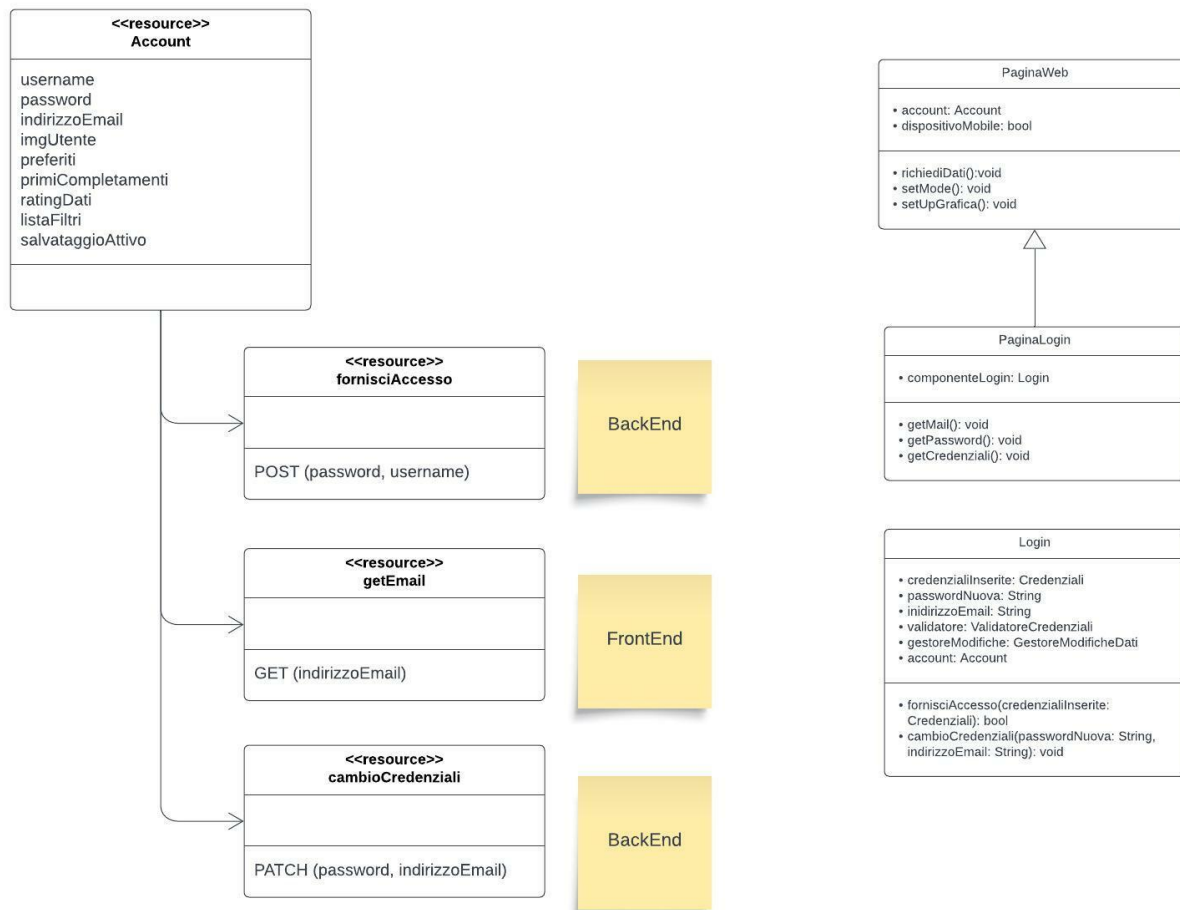 <<resource>>
Account
username
password
indirizzoEmail
imgUtente
preferiti
primiCompletamenti
ratingDati
listaFiltri
salvataggioAttivo
<<resource>>
fornisciAccesso
POST (password, username)
BackEnd
<<resource>>
getEmail
GET (indirizzoEmail)
FrontEnd
<<resource>>
cambioCredenziali
PATCH (password, indirizzoEmail)
BackEnd
PaginaWeb
• account: Account
• dispositivoMobile: bool
• richiediDati():void
• setMode(): void
• setUpGrafica(): void
PaginaLogin
• componenteLogin: Login
• getMail(): void
• getPassword(): void
• getCredenziali(): void
Login
• credenzialiInserite: Credenziali
• passwordNuova: String
• inidirizzoEmail: String
• validatore: ValidatoreCredenziali
• gestoreModifiche: GestoreModificheDati
• account: Account
• fornisciAccesso(credenzialiInserite:
Credenziali): bool
• cambioCredenziali(passwordNuova: String,
indirizzoEmail: String): void